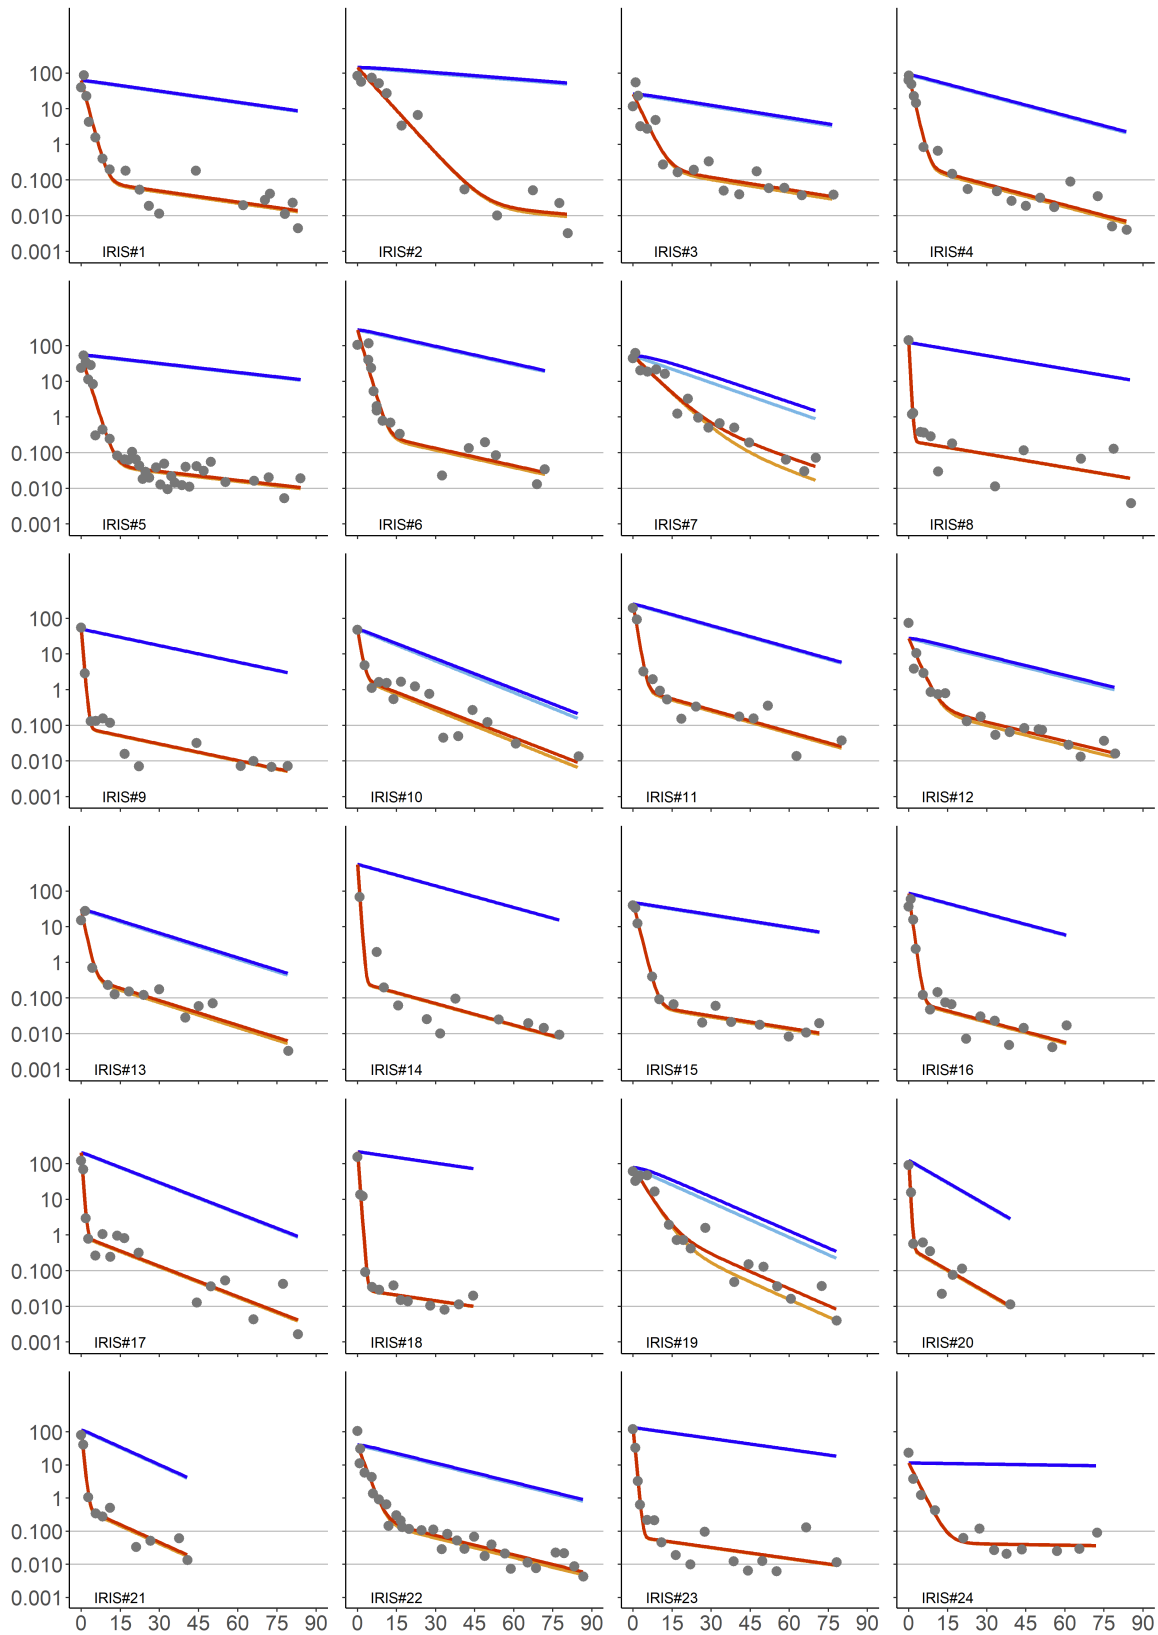 100
10
1
0.100
0.010
0.001
IRIS#1
IRIS#2
IRIS#3
IRIS#4
100
10
1
0.100
0.010
0.001
IRIS#5
IRIS#6
IRIS#7
IRIS#8
100
10
1
0.100
0.010
0.001
IRIS#9
IRIS#10
IRIS#11
IRIS#12
100
10
1
0.100
0.010
0.001
IRIS#13
IRIS#14
IRIS#15
IRIS#16
100
10
1
0.100
0.010
0.001
IRIS#17
IRIS#18
IRIS#19
IRIS#20
100
10
1
0.100
0.010
0.001
IRIS#21
IRIS#22
IRIS#23
IRIS#24
0 15 30 45 60 75 90 0 15 30 45 60 75 90 0 15 30 45 60 75 90 0 15 30 45 60 75 90